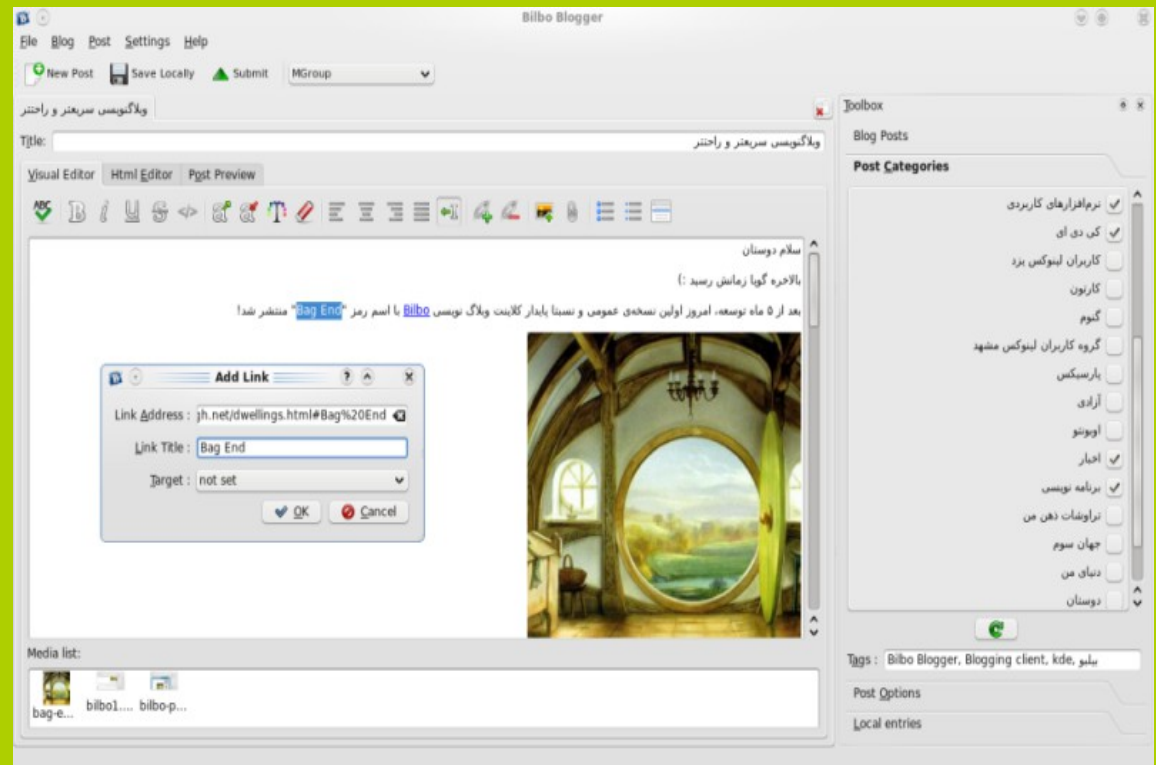 Bilbo Blogger
File Blog Post Settings Help
New Post Save Locally Submit MGroup
وبلاگنویسی سریعتر و راحتتر
Title: وبلاگنویسی سریعتر و راحتتر
Visual Editor Html Editor Post Preview
ABC B i U S </>
سلام دوستان
بالاخره گویا زمانش رسید :)
بعد از ۵ ماه توسعه، امروز اولین نسخه‌ی عمومی و نسبتا پایدار کلاینت وبلاگ نویسی Bilbo با اسم رمز "Bag End" منتشر شد!
Add Link
Link Address : jh.net/dwellings.html#Bag%20End
Link Title : Bag End
Target : not set
OK Cancel
Media list:
bag-e... bilbo1.... bilbo-p...
Toolbox
Blog Posts
Post Categories
نرم‌افزارهای کاربردی
کی دی ای
کاربران لینوکس یزد
کارتون
گنوم
گروه کاربران لینوکس مشهد
پارسیکس
آزادی
اوبونتو
اخبار
برنامه نویسی
تراوشات ذهن من
جهان سوم
دنیای من
دوستان
Tags : Bilbo Blogger, Blogging client, kde, بیلبو
Post Options
Local entries